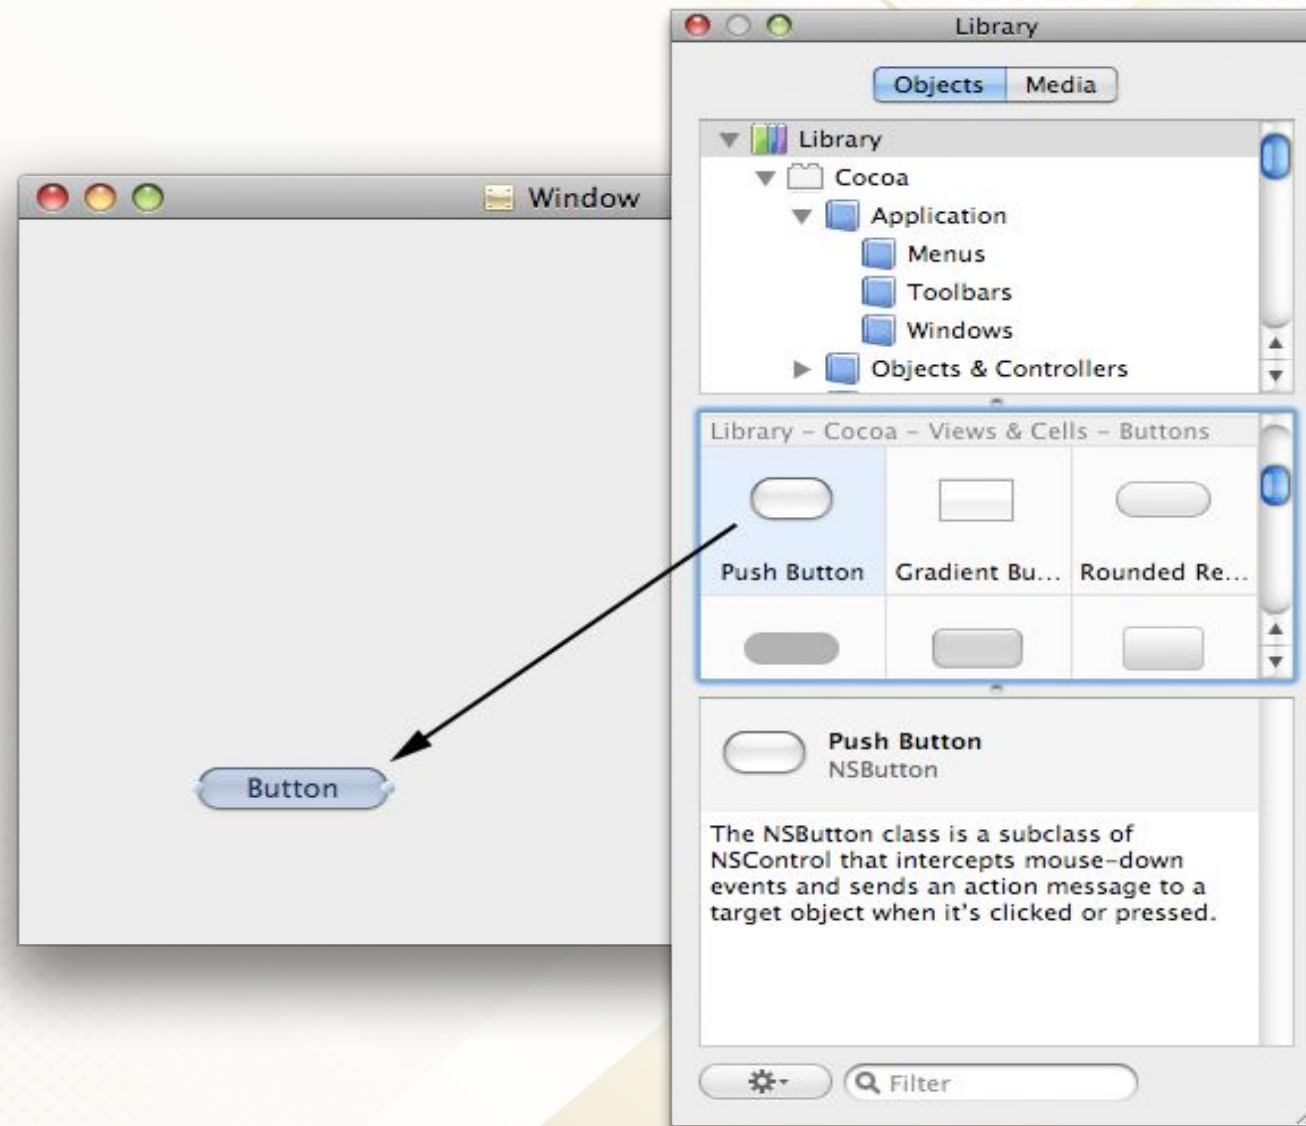 Library
Objects Media
Library
Cocoa
Application
Menus
Toolbars
Windows
Objects & Controllers
Library – Cocoa – Views & Cells – Buttons
Push Button Gradient Bu... Rounded Re...
Push Button
NSButton
The NSButton class is a subclass of
NSControl that intercepts mouse-down
events and sends an action message to a
target object when it's clicked or pressed.
Filter
Window
Button